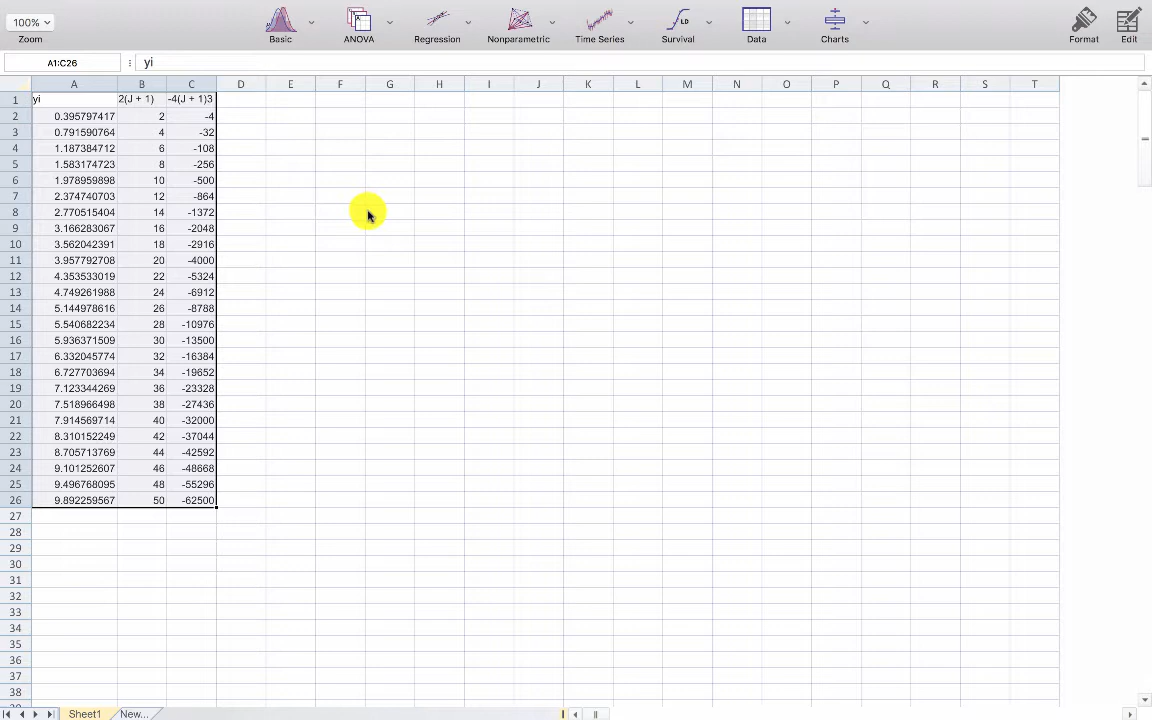 100%
Zoom
Basic
ANOVA
Regression
Nonparametric
Time Series
LD
Survival
Data
Charts
Format
Edit
A1:C26
yi
A B C D E F G H I J K L M N O P Q R S T
1 yi 2(J + 1) -4(J + 1)3
2 0.395797417 2 -4
3 0.791590764 4 -32
4 1.187384712 6 -108
5 1.583174723 8 -256
6 1.978959898 10 -500
7 2.374740703 12 -864
8 2.770515404 14 -1372
9 3.166283067 16 -2048
10 3.562042391 18 -2916
11 3.957792708 20 -4000
12 4.353533019 22 -5324
13 4.749261988 24 -6912
14 5.144978616 26 -8788
15 5.540682234 28 -10976
16 5.936371509 30 -13500
17 6.332045774 32 -16384
18 6.727703694 34 -19652
19 7.123344269 36 -23328
20 7.518966498 38 -27436
21 7.914569714 40 -32000
22 8.310152249 42 -37044
23 8.705713769 44 -42592
24 9.101252607 46 -48668
25 9.496768095 48 -55296
26 9.892259567 50 -62500
27
28
29
30
31
32
33
34
35
36
37
38
Sheet1
New...